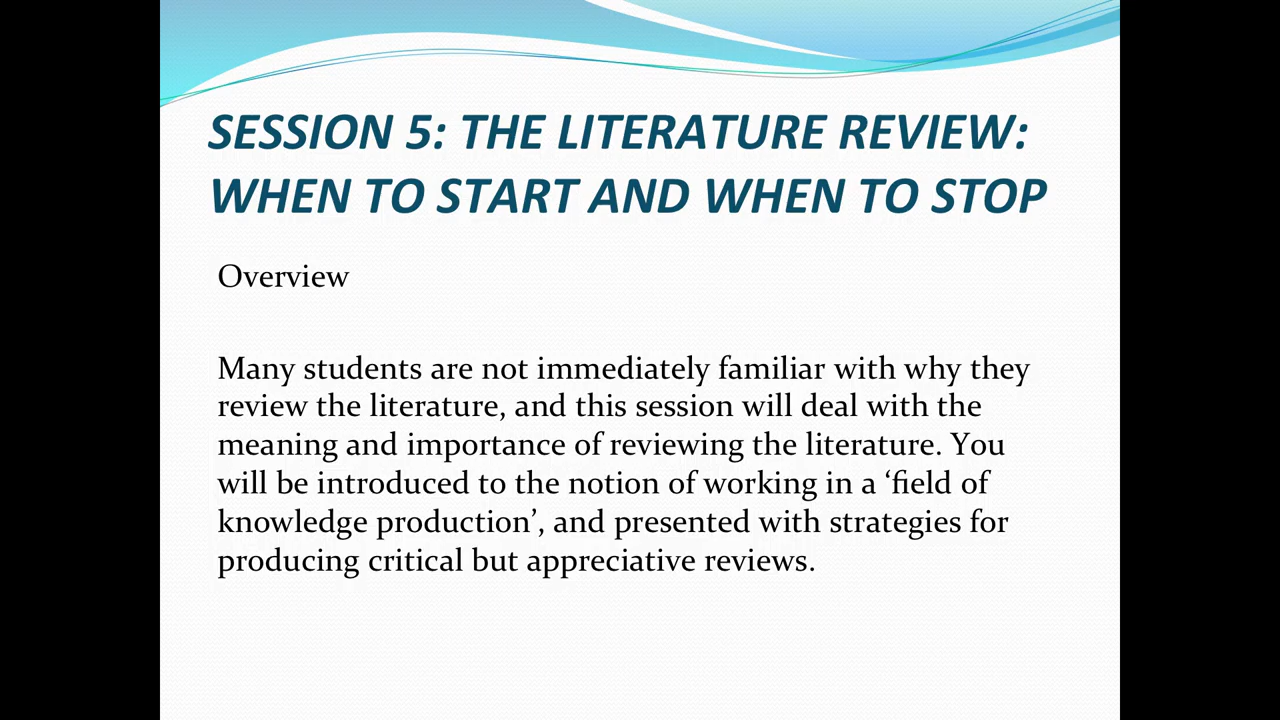 SESSION 5: THE LITERATURE REVIEW:
WHEN TO START AND WHEN TO STOP
Overview
Many students are not immediately familiar with why they
review the literature, and this session will deal with the
meaning and importance of reviewing the literature. You
will be introduced to the notion of working in a ‘field of
knowledge production’, and presented with strategies for
producing critical but appreciative reviews.